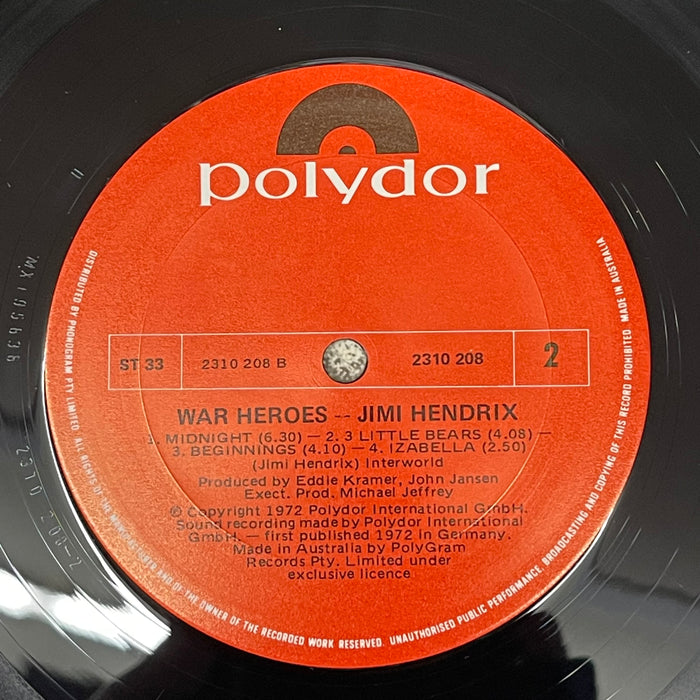 polydor
ST 33
2310 208 B
2310 208
2
WAR HEROES -- JIMI HENDRIX
1. MIDNIGHT (6.30) — 2. 3 LITTLE BEARS (4.08) —
3. BEGINNINGS (4.10) — 4. IZABELLA (2.50)
(Jimi Hendrix) Interworld
Produced by Eddie Kramer, John Jansen
Exect. Prod. Michael Jeffrey
© Copyright 1972 Polydor International GmbH.
Sound recording made by Polydor International
GmbH. — first published 1972 in Germany.
Made in Australia by PolyGram
Records Pty. Limited under
exclusive licence
DISTRIBUTED BY PHONOGRAM PTY. LIMITED. ALL RIGHTS OF THE AND OF THE OWNER OF THE RECORDED WORK RESERVED. UNAUTHORISED PUBLIC PERFORMANCE, BROADCASTING AND COPYING OF THIS RECORD PROHIBITED. MADE IN AUSTRALIA
MX195636